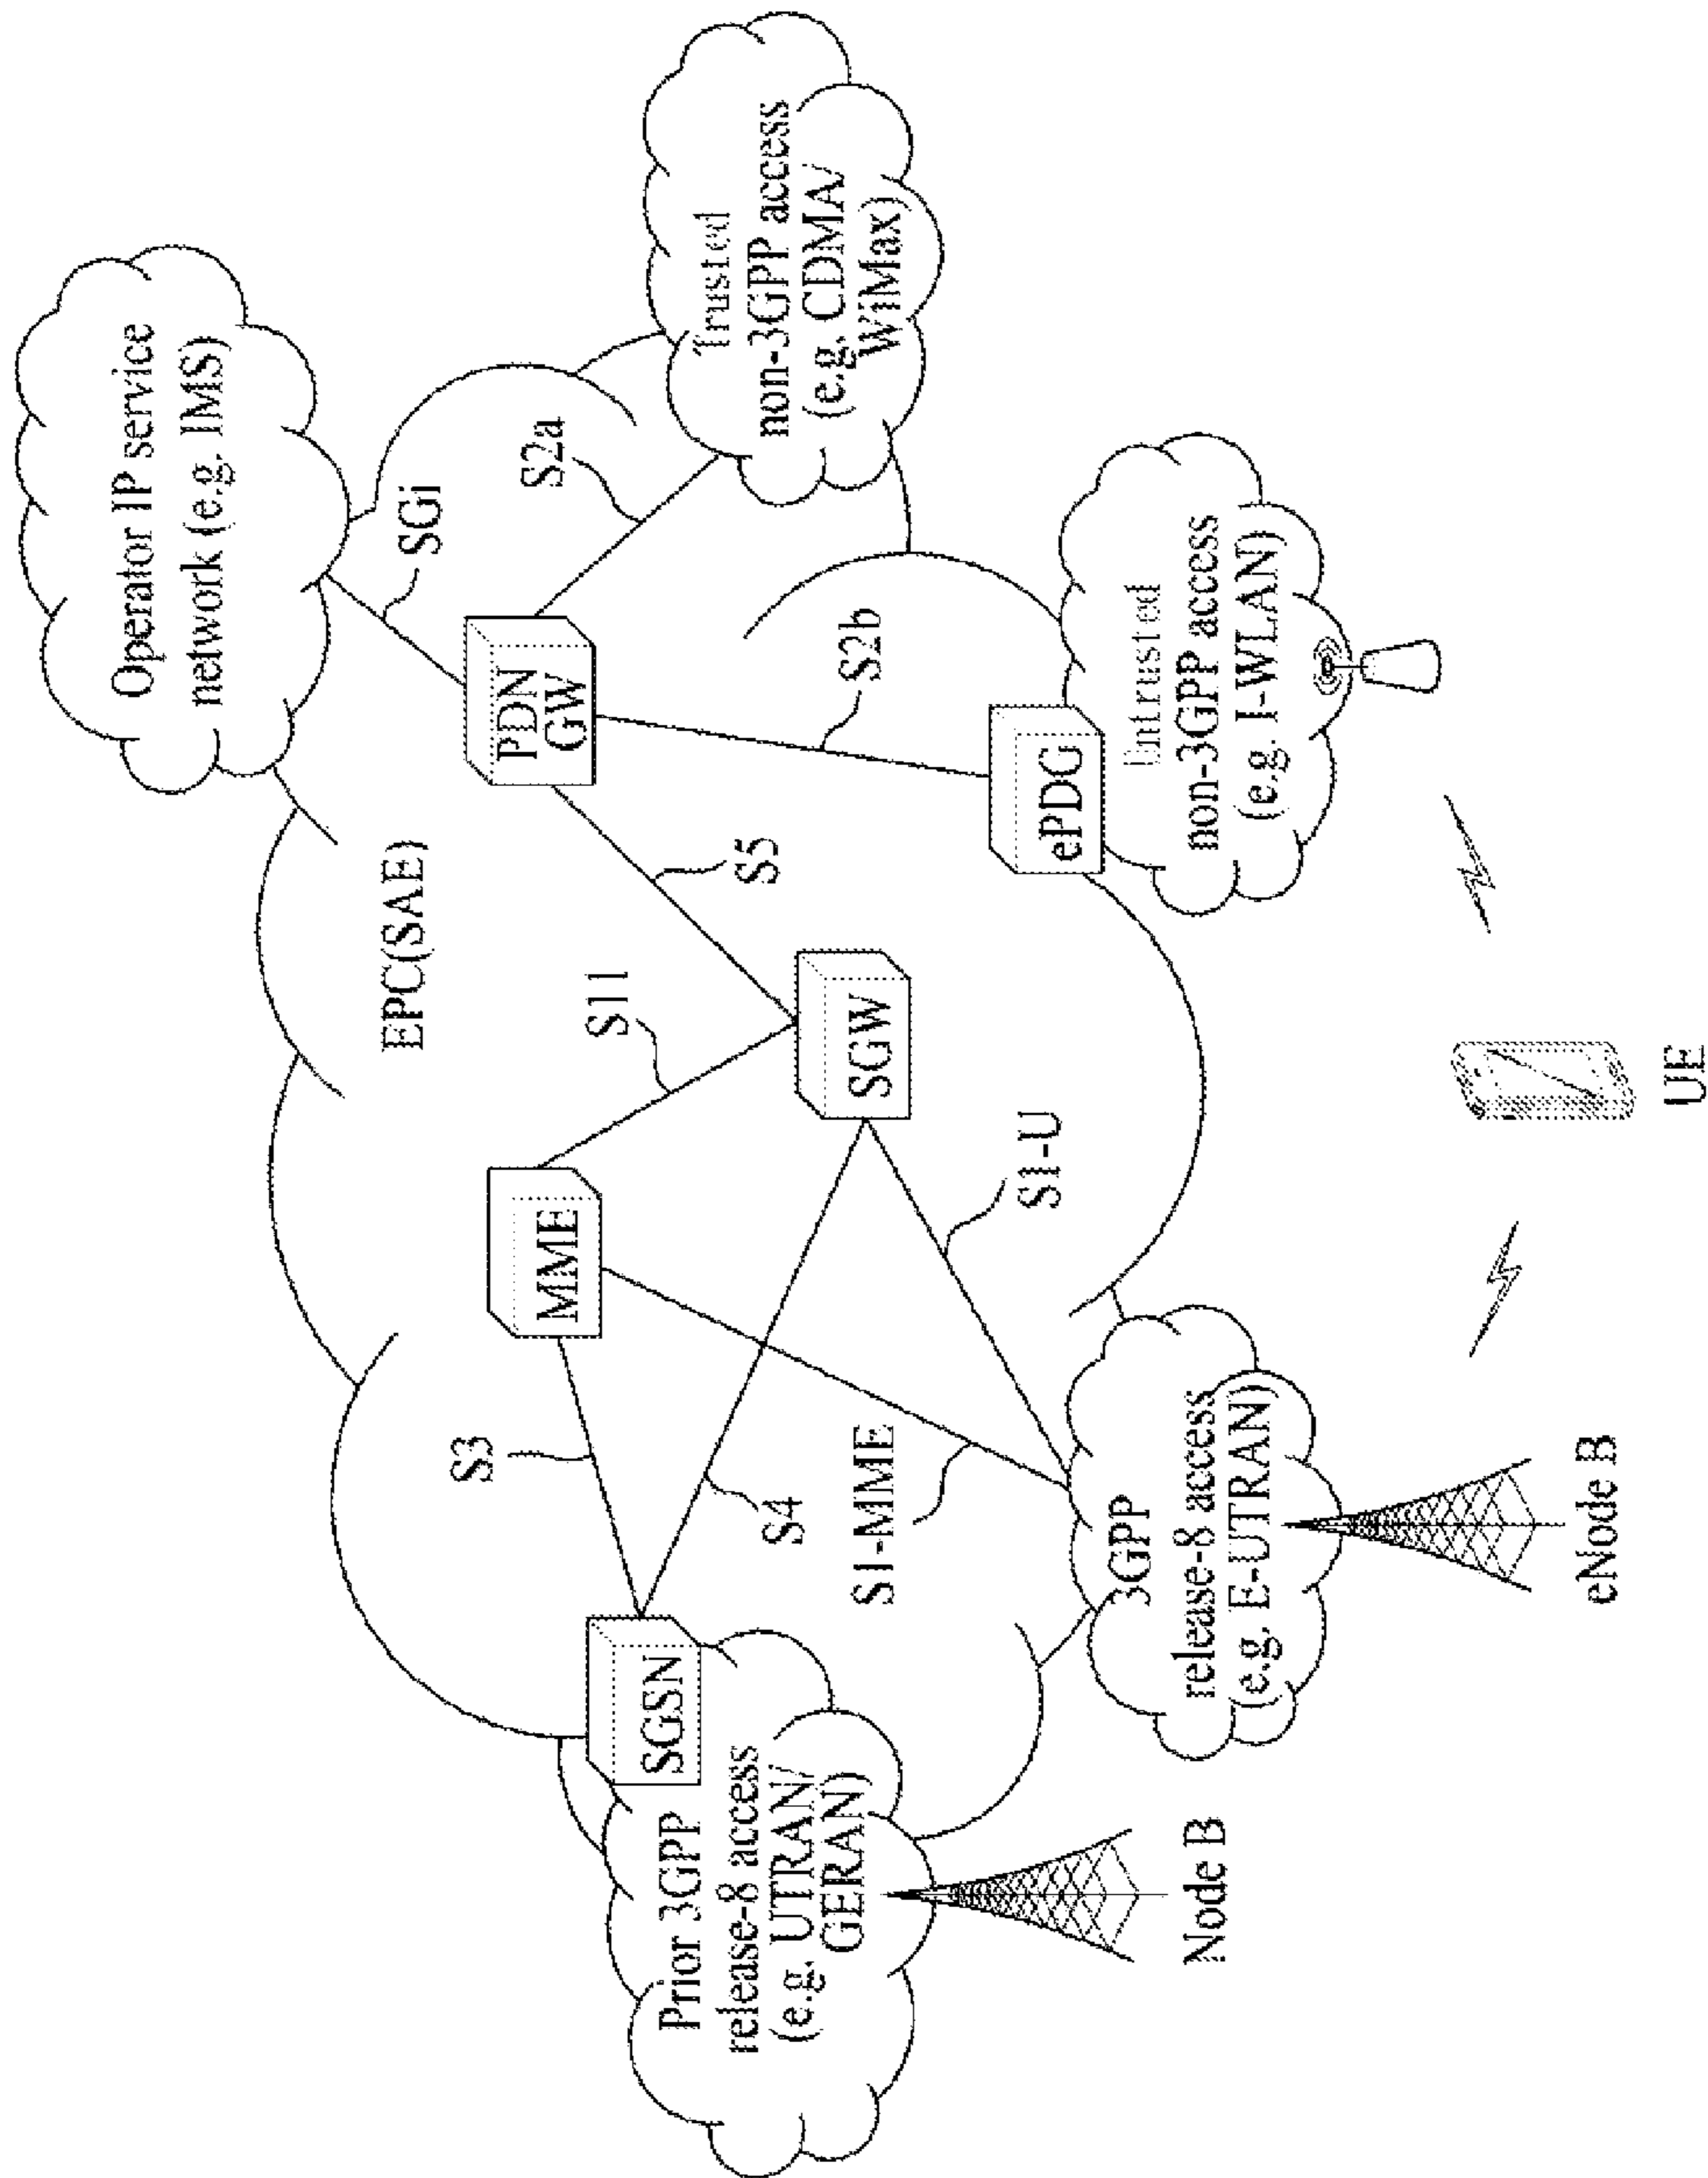 Operator IP service
network (e.g. IMS)
SGi
EPC(SAE)
PDN
GW
S2a
Trusted
non-3GPP access
(e.g. CDMA/
WiMax)
S11
S5
MME
S3
SGW
S2b
SGSN
S4
Prior 3GPP
release-8 access
(e.g. UTRAN/
GERAN)
S1-MME
S1-U
ePDG
3GPP
release-8 access
(e.g. E-UTRAN)
Untrusted
non-3GPP access
(e.g. I-WLAN)
Node B
eNode B
UE